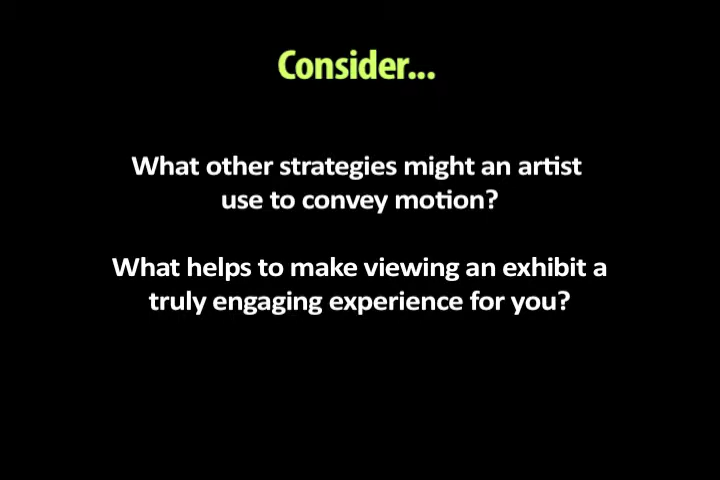 Consider...
What other strategies might an artist
use to convey motion?
What helps to make viewing an exhibit a
truly engaging experience for you?